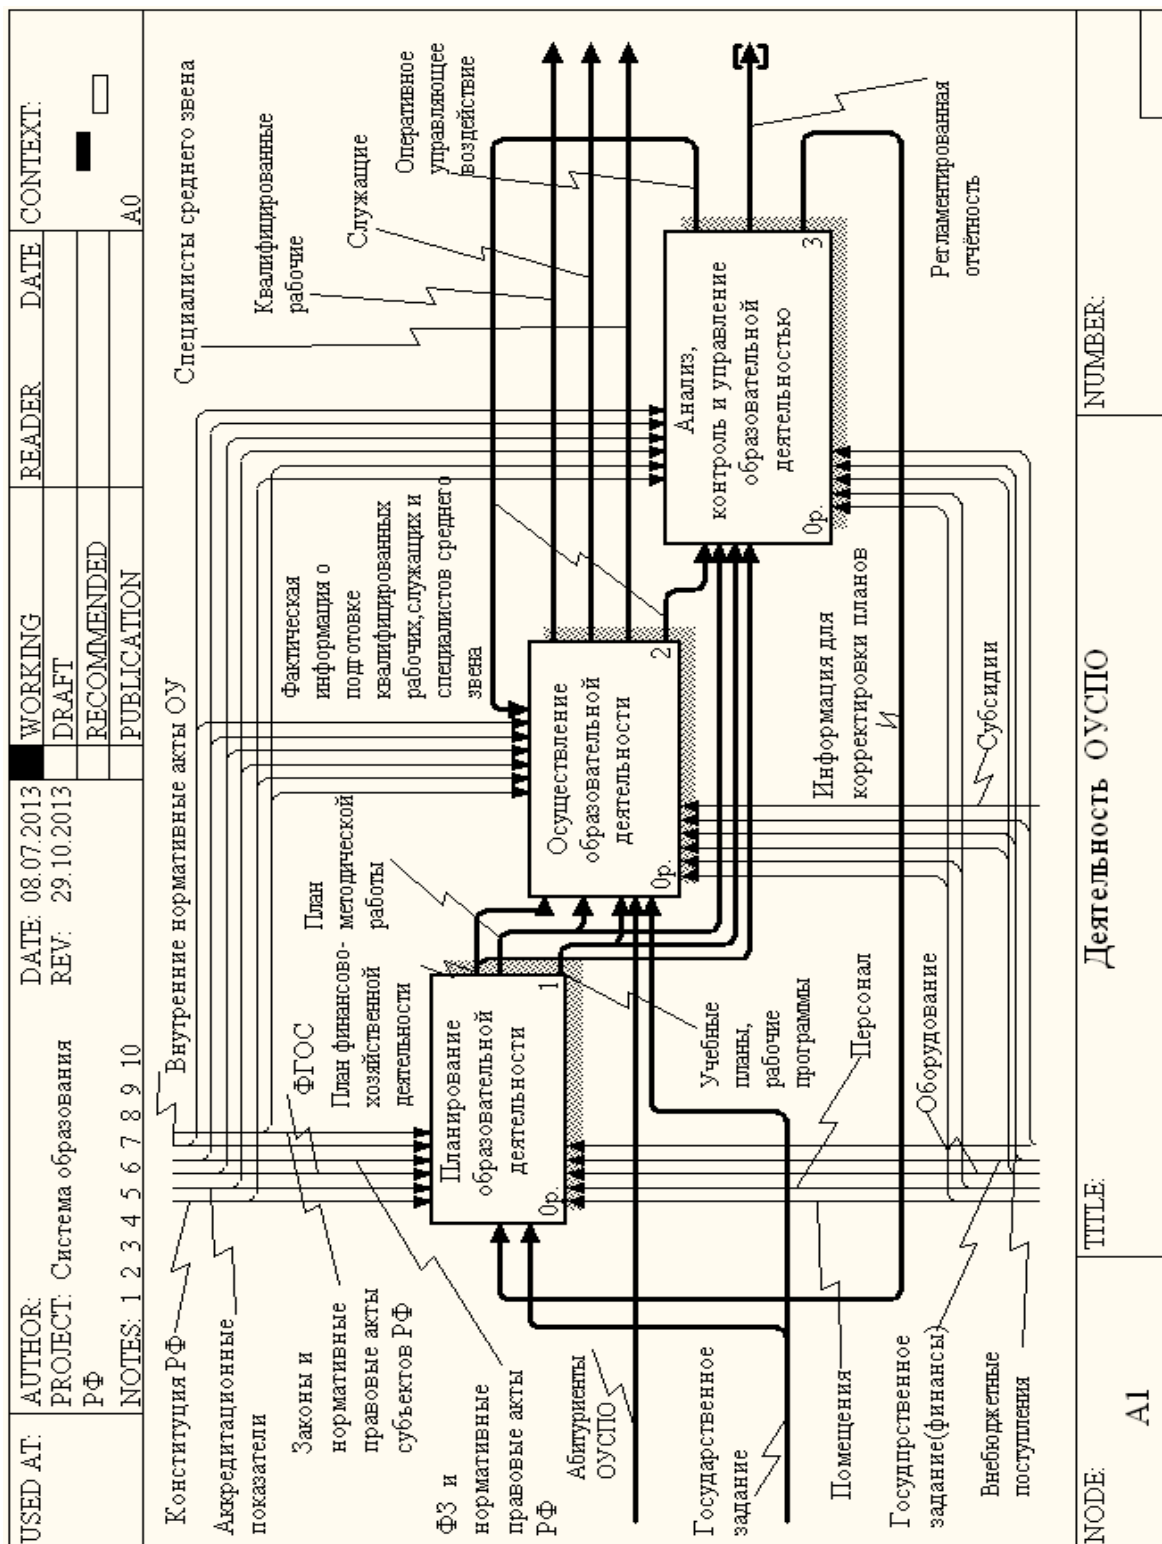 USED AT:
AUTHOR:
PROJECT: Система образования
РФ
NOTES: 1 2 3 4 5 6 7 8 9 10
DATE: 08.07.2013
REV: 29.10.2013
WORKING
DRAFT
RECOMMENDED
PUBLICATION
READER
DATE
CONTEXT:
A0
Конституция РФ
Аккредитационные
показатели
Законы и
нормативные
правовые акты
субъектов РФ
ФЗ и
нормативные
правовые акты
РФ
Внутренние нормативные акты ОУ
ФГОС
План финансово-
хозяйственной
деятельности
План
методической
работы
Фактическая
информация о
подготовке
квалифицированных
рабочих,служащих и
специалистов среднего
звена
Специалисты среднего звена
Квалифицированные
рабочие
Служащие
Оперативное
управляющее
воздействие
Планирование
образовательной
деятельности
0р.
1
Осуществление
образовательной
деятельности
0р.
2
Анализ,
контроль и управление
образовательной
деятельностью
0р.
3
Абитуриенты
ОУСПО
Государственное
задание
Учебные
планы,
рабочие
программы
Информация для
корректировки планов
Регламентированная
отчётность
Помещения
Персонал
Оборудование
Госудпрственное
задание(финансы)
Внебюджетные
поступления
Субсидии
NODE:
A1
TITLE:
Деятельность ОУСПО
NUMBER: